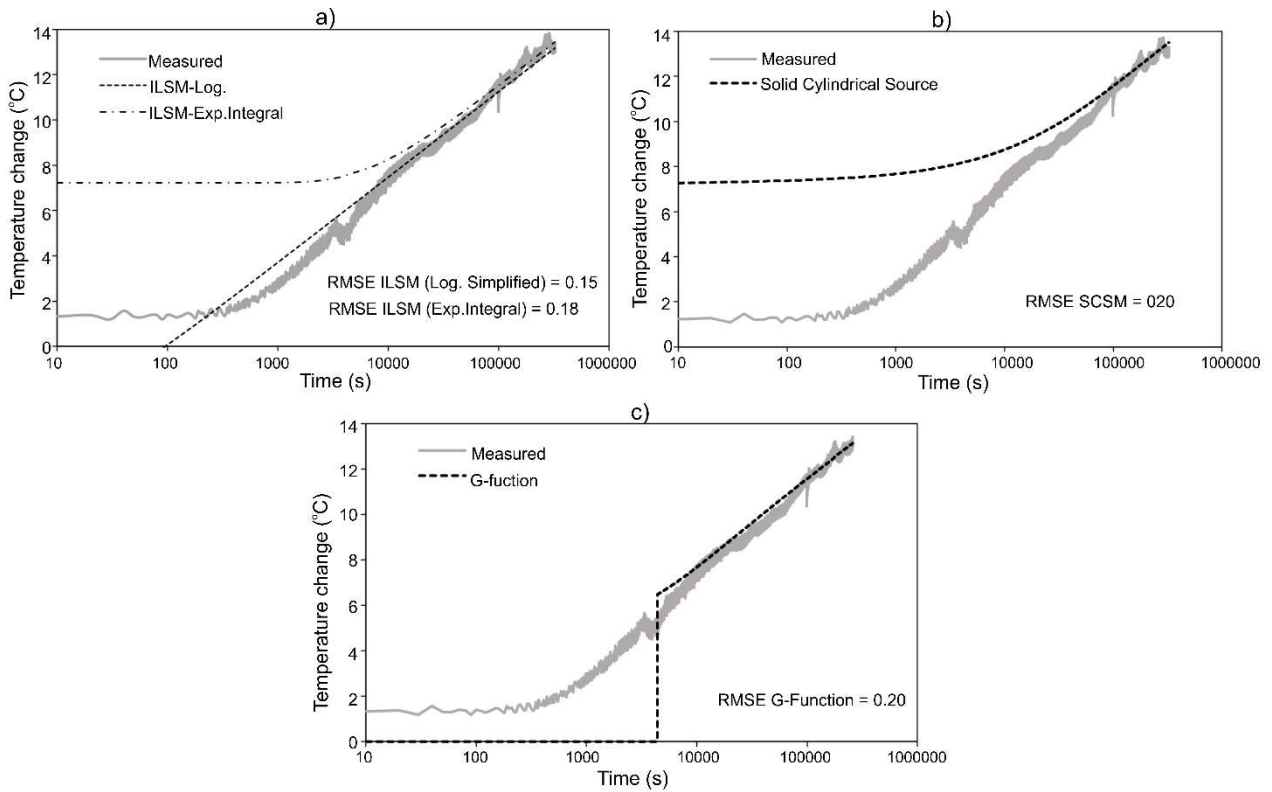 a)
Temperature change (°C)
14
12
10
8
6
4
2
0
Measured
ILSM-Log.
ILSM-Exp.Integral
RMSE ILSM (Log. Simplified) = 0.15
RMSE ILSM (Exp.Integral) = 0.18
10
100
1000
10000
100000
1000000
Time (s)
b)
Temperature change (°C)
14
12
10
8
6
4
2
0
Measured
Solid Cylindrical Source
RMSE SCSM = 020
10
100
1000
10000
100000
1000000
Time (s)
c)
Temperature change (°C)
14
12
10
8
6
4
2
0
Measured
G-fuction
RMSE G-Function = 0.20
10
100
1000
10000
100000
1000000
Time (s)